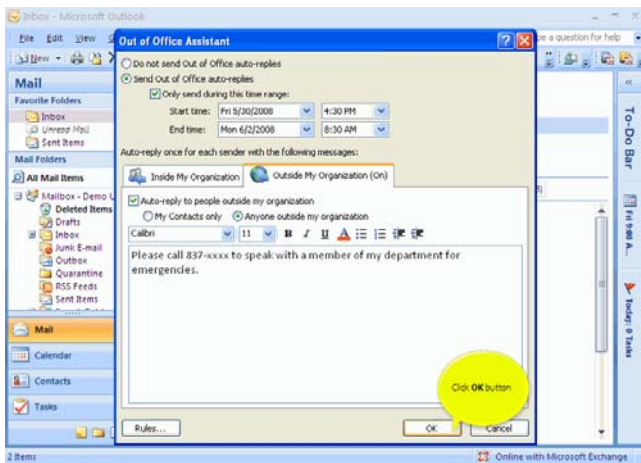 Inbox - Microsoft Outlook
File Edit View
pe a question for help
New
Mail
Favorite Folders
Inbox
Unread Mail
Sent Items
Mail Folders
All Mail Items
Mailbox - Demo U
Deleted Items
Drafts
Inbox
Junk E-mail
Outbox
Quarantine
RSS Feeds
Sent Items
Mail
Calendar
Contacts
Tasks
2 Items
Out of Office Assistant
Do not send Out of Office auto-replies
Send Out of Office auto-replies
Only send during this time range:
Start time: Fri 5/30/2008 4:30 PM
End time: Mon 6/2/2008 8:30 AM
Auto-reply once for each sender with the following messages:
Inside My Organization Outside My Organization (On)
Auto-reply to people outside my organization
My Contacts only Anyone outside my organization
Calibri 11 B I U A
Please call 837-xxxx to speak with a member of my department for
emergencies.
Click OK button
Rules... OK Cancel
To-Do Bar
Fri 9:00 A...
Today: 0 Tasks
Online with Microsoft Exchange